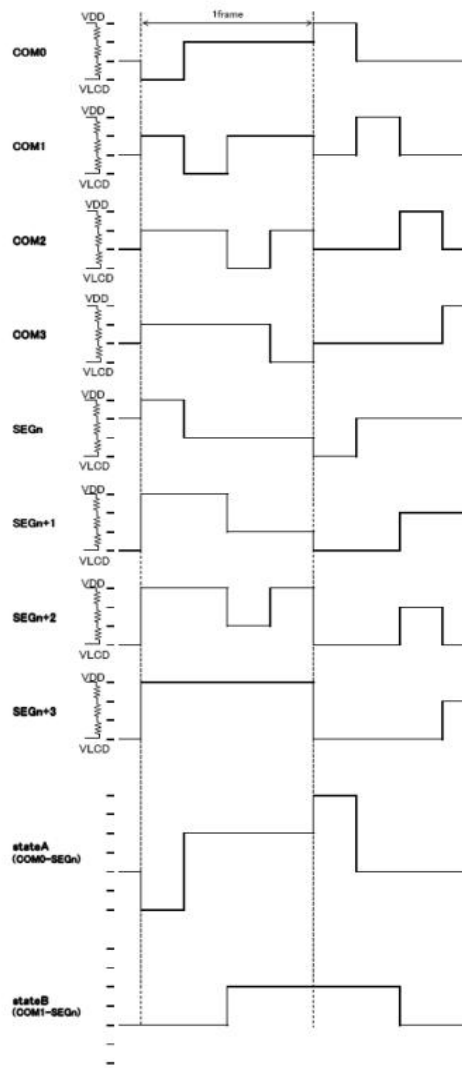 1frame
VDD
COM0
VLCD
VDD
COM1
VLCD
VDD
COM2
VLCD
VDD
COM3
VLCD
VDD
SEGn
VLCD
VDD
SEGn+1
VLCD
VDD
SEGn+2
VLCD
VDD
SEGn+3
VLCD
stateA
(COM0-SEGn)
stateB
(COM1-SEGn)